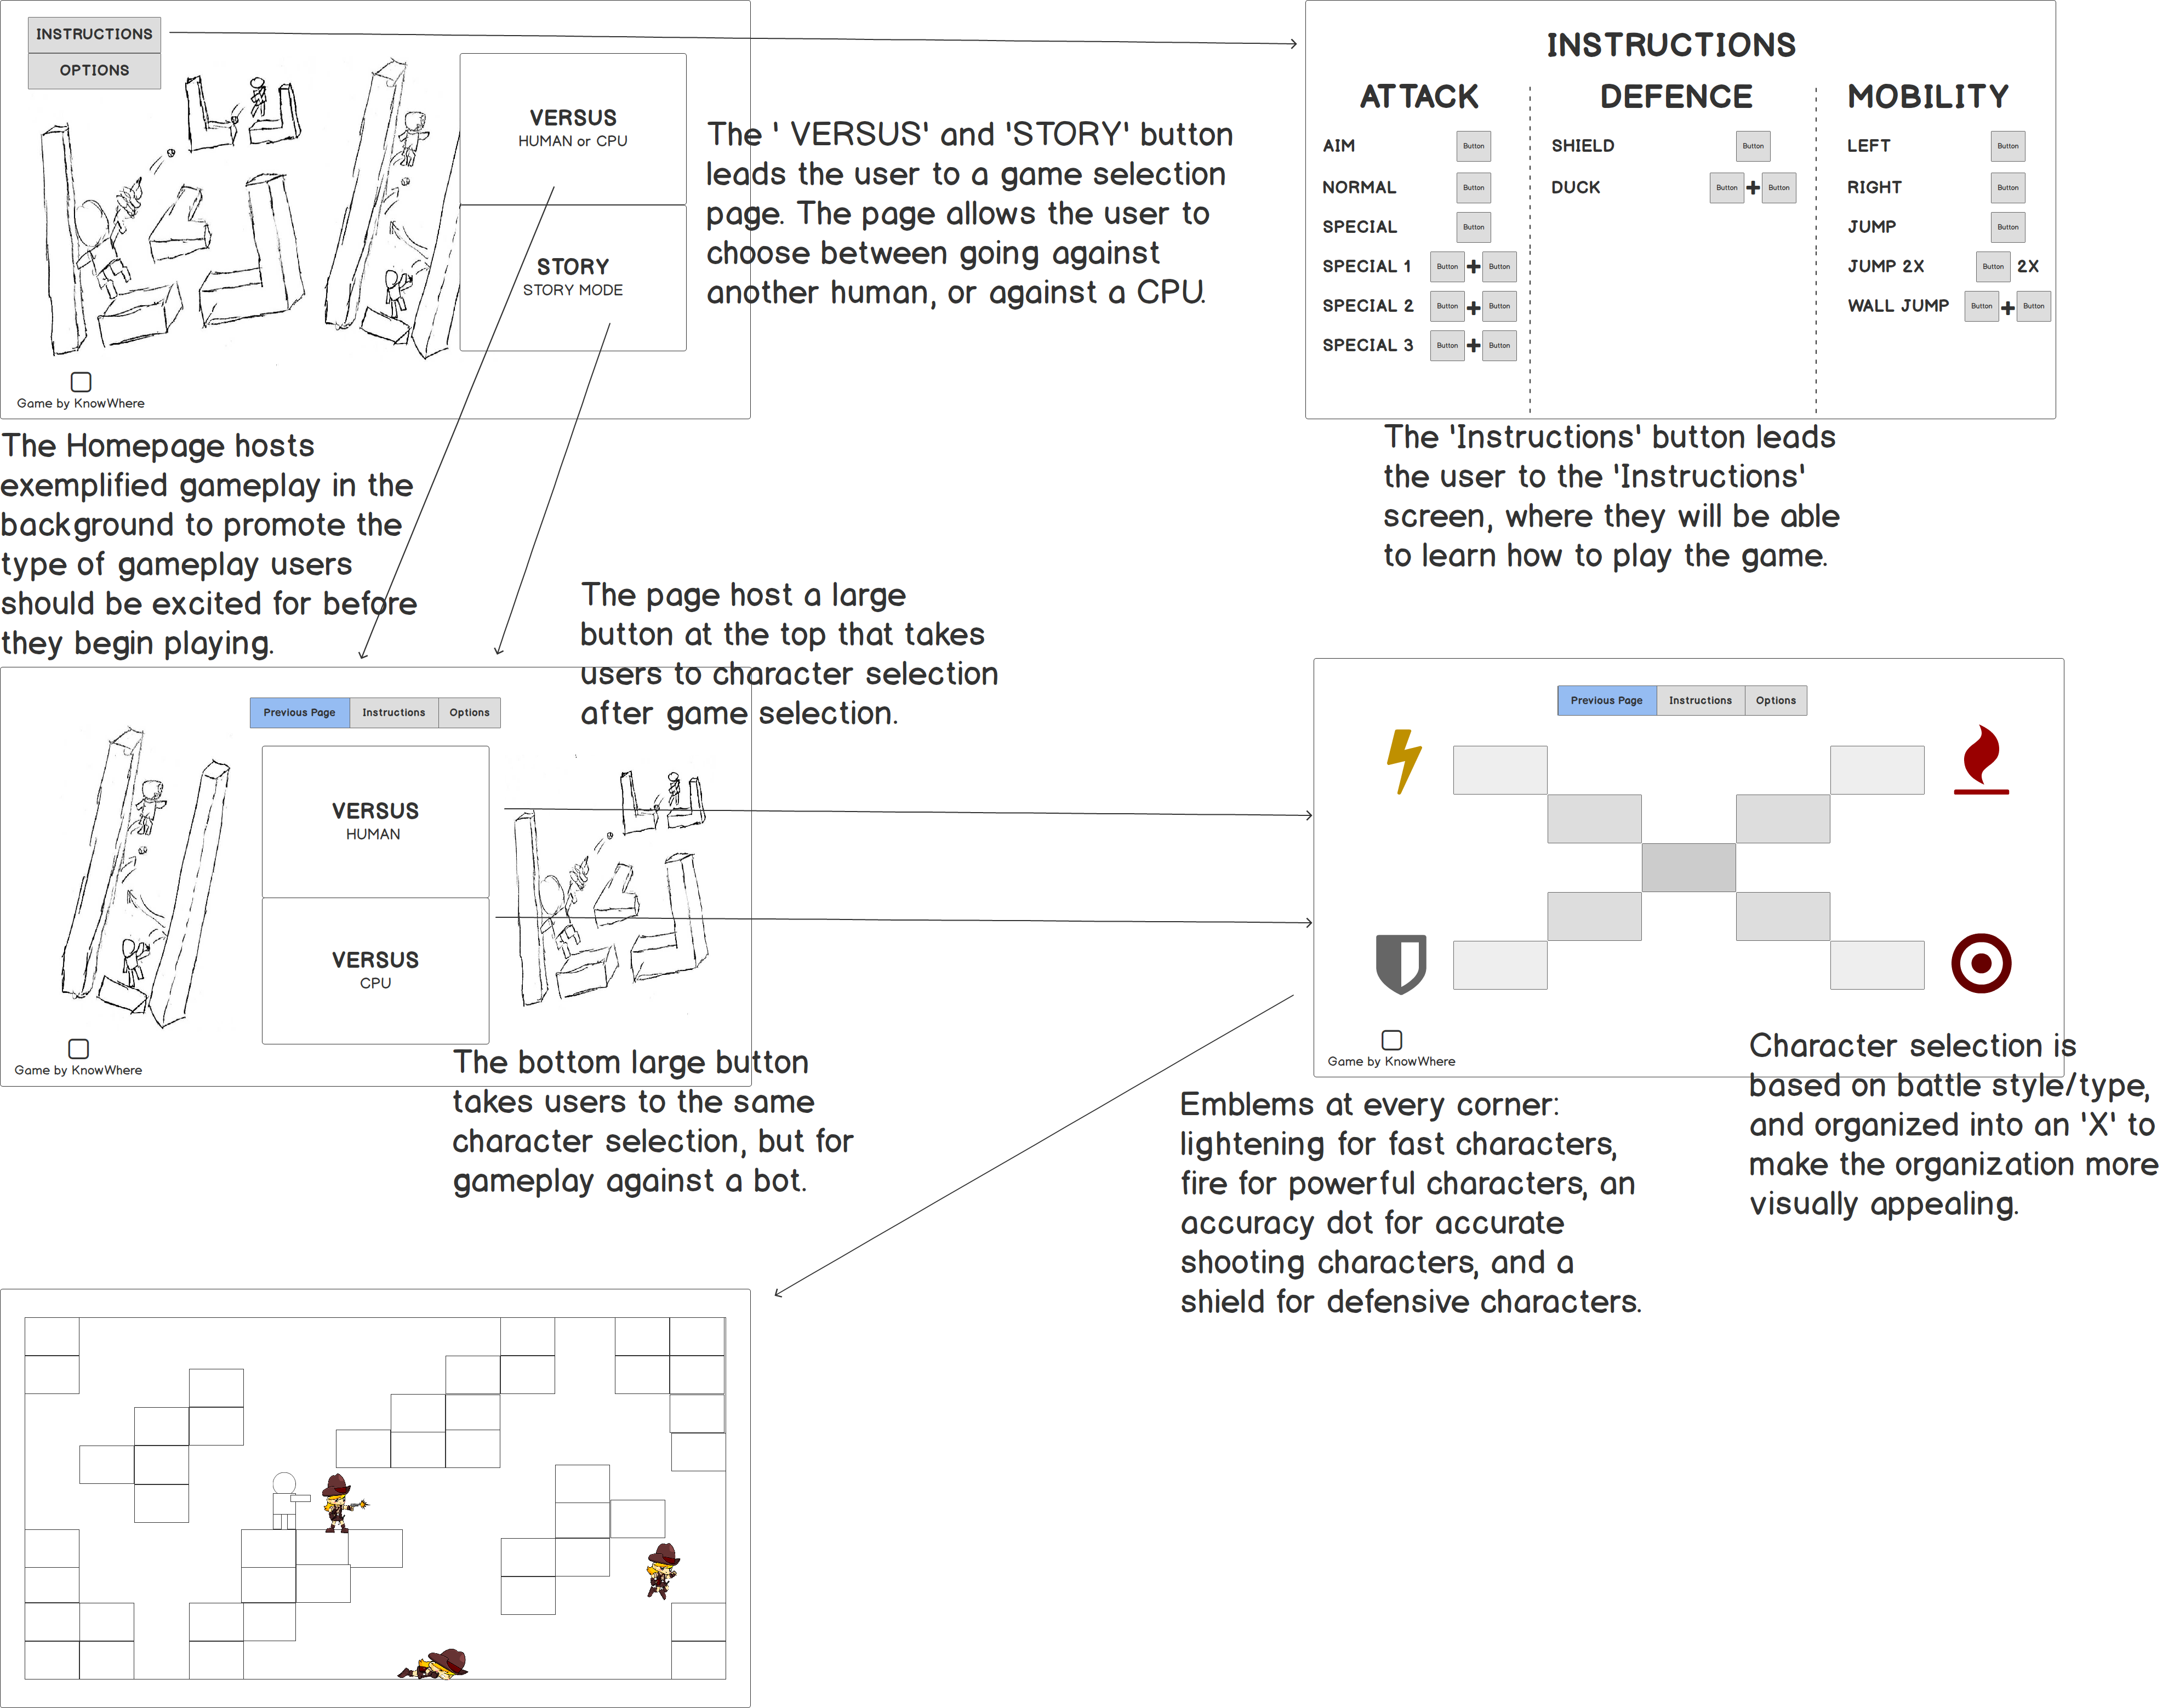 INSTRUCTIONS
OPTIONS
VERSUS
HUMAN or CPU
STORY
STORY MODE
Game by KnowWhere
The ' VERSUS' and 'STORY' button
leads the user to a game selection
page. The page allows the user to
choose between going against
another human, or against a CPU.
INSTRUCTIONS
ATTACK
AIM Button
NORMAL Button
SPECIAL Button
SPECIAL 1 Button + Button
SPECIAL 2 Button + Button
SPECIAL 3 Button + Button
DEFENCE
SHIELD Button
DUCK Button + Button
MOBILITY
LEFT Button
RIGHT Button
JUMP Button
JUMP 2X Button 2X
WALL JUMP Button + Button
The Homepage hosts
exemplified gameplay in the
background to promote the
type of gameplay users
should be excited for before
they begin playing.
The 'Instructions' button leads
the user to the 'Instructions'
screen, where they will be able
to learn how to play the game.
The page host a large
button at the top that takes
users to character selection
after game selection.
Previous Page Instructions Options
VERSUS
HUMAN
VERSUS
CPU
Game by KnowWhere
The bottom large button
takes users to the same
character selection, but for
gameplay against a bot.
Previous Page Instructions Options
Game by KnowWhere
Character selection is
based on battle style/type,
and organized into an 'X' to
make the organization more
visually appealing.
Emblems at every corner:
lightening for fast characters,
fire for powerful characters, an
accuracy dot for accurate
shooting characters, and a
shield for defensive characters.